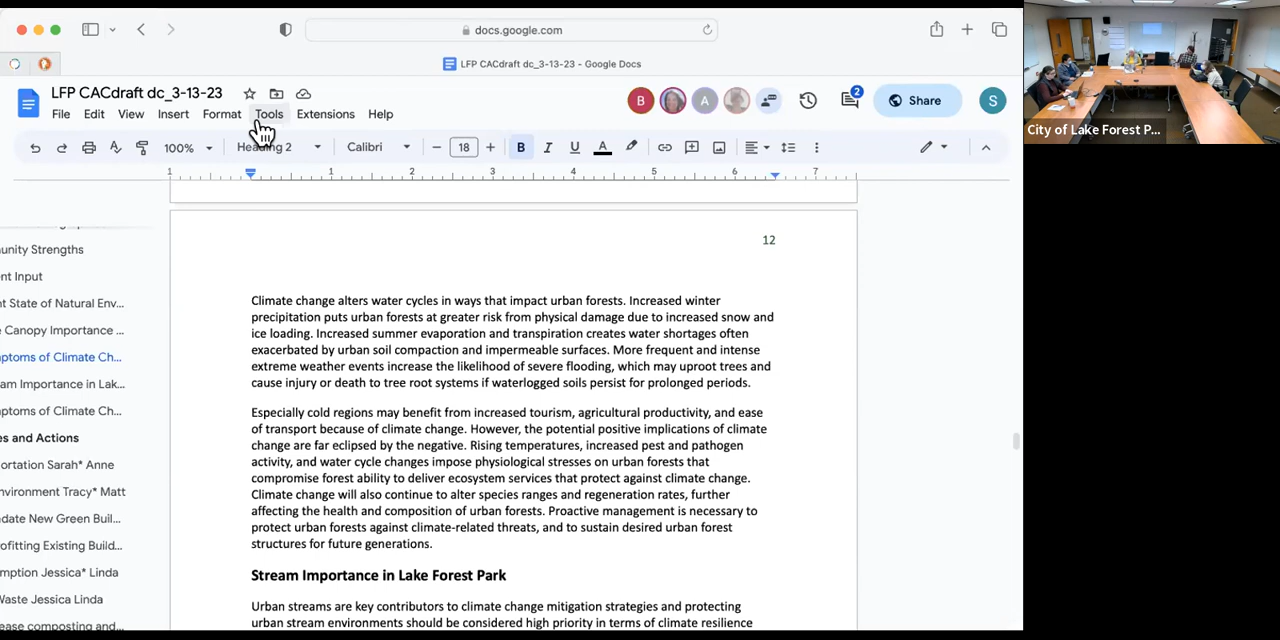 docs.google.com
LFP CACdraft dc_3-13-23 - Google Docs
LFP CACdraft dc_3-13-23
File Edit View Insert Format Tools Extensions Help
B A 2 Share S
100% Heading 2 Calibri 18 B I U A
1 1 2 3 4 5 6 7
unity Strengths
nt Input
nt State of Natural Env...
e Canopy Importance ...
ptoms of Climate Ch...
am Importance in Lak...
ptoms of Climate Ch...
es and Actions
ortation Sarah* Anne
nvironment Tracy* Matt
ndate New Green Buil...
ofitting Existing Build...
mption Jessica* Linda
Waste Jessica Linda
ease composting and...
12
Climate change alters water cycles in ways that impact urban forests. Increased winter
precipitation puts urban forests at greater risk from physical damage due to increased snow and
ice loading. Increased summer evaporation and transpiration creates water shortages often
exacerbated by urban soil compaction and impermeable surfaces. More frequent and intense
extreme weather events increase the likelihood of severe flooding, which may uproot trees and
cause injury or death to tree root systems if waterlogged soils persist for prolonged periods.
Especially cold regions may benefit from increased tourism, agricultural productivity, and ease
of transport because of climate change. However, the potential positive implications of climate
change are far eclipsed by the negative. Rising temperatures, increased pest and pathogen
activity, and water cycle changes impose physiological stresses on urban forests that
compromise forest ability to deliver ecosystem services that protect against climate change.
Climate change will also continue to alter species ranges and regeneration rates, further
affecting the health and composition of urban forests. Proactive management is necessary to
protect urban forests against climate-related threats, and to sustain desired urban forest
structures for future generations.
Stream Importance in Lake Forest Park
Urban streams are key contributors to climate change mitigation strategies and protecting
urban stream environments should be considered high priority in terms of climate resilience
City of Lake Forest P...